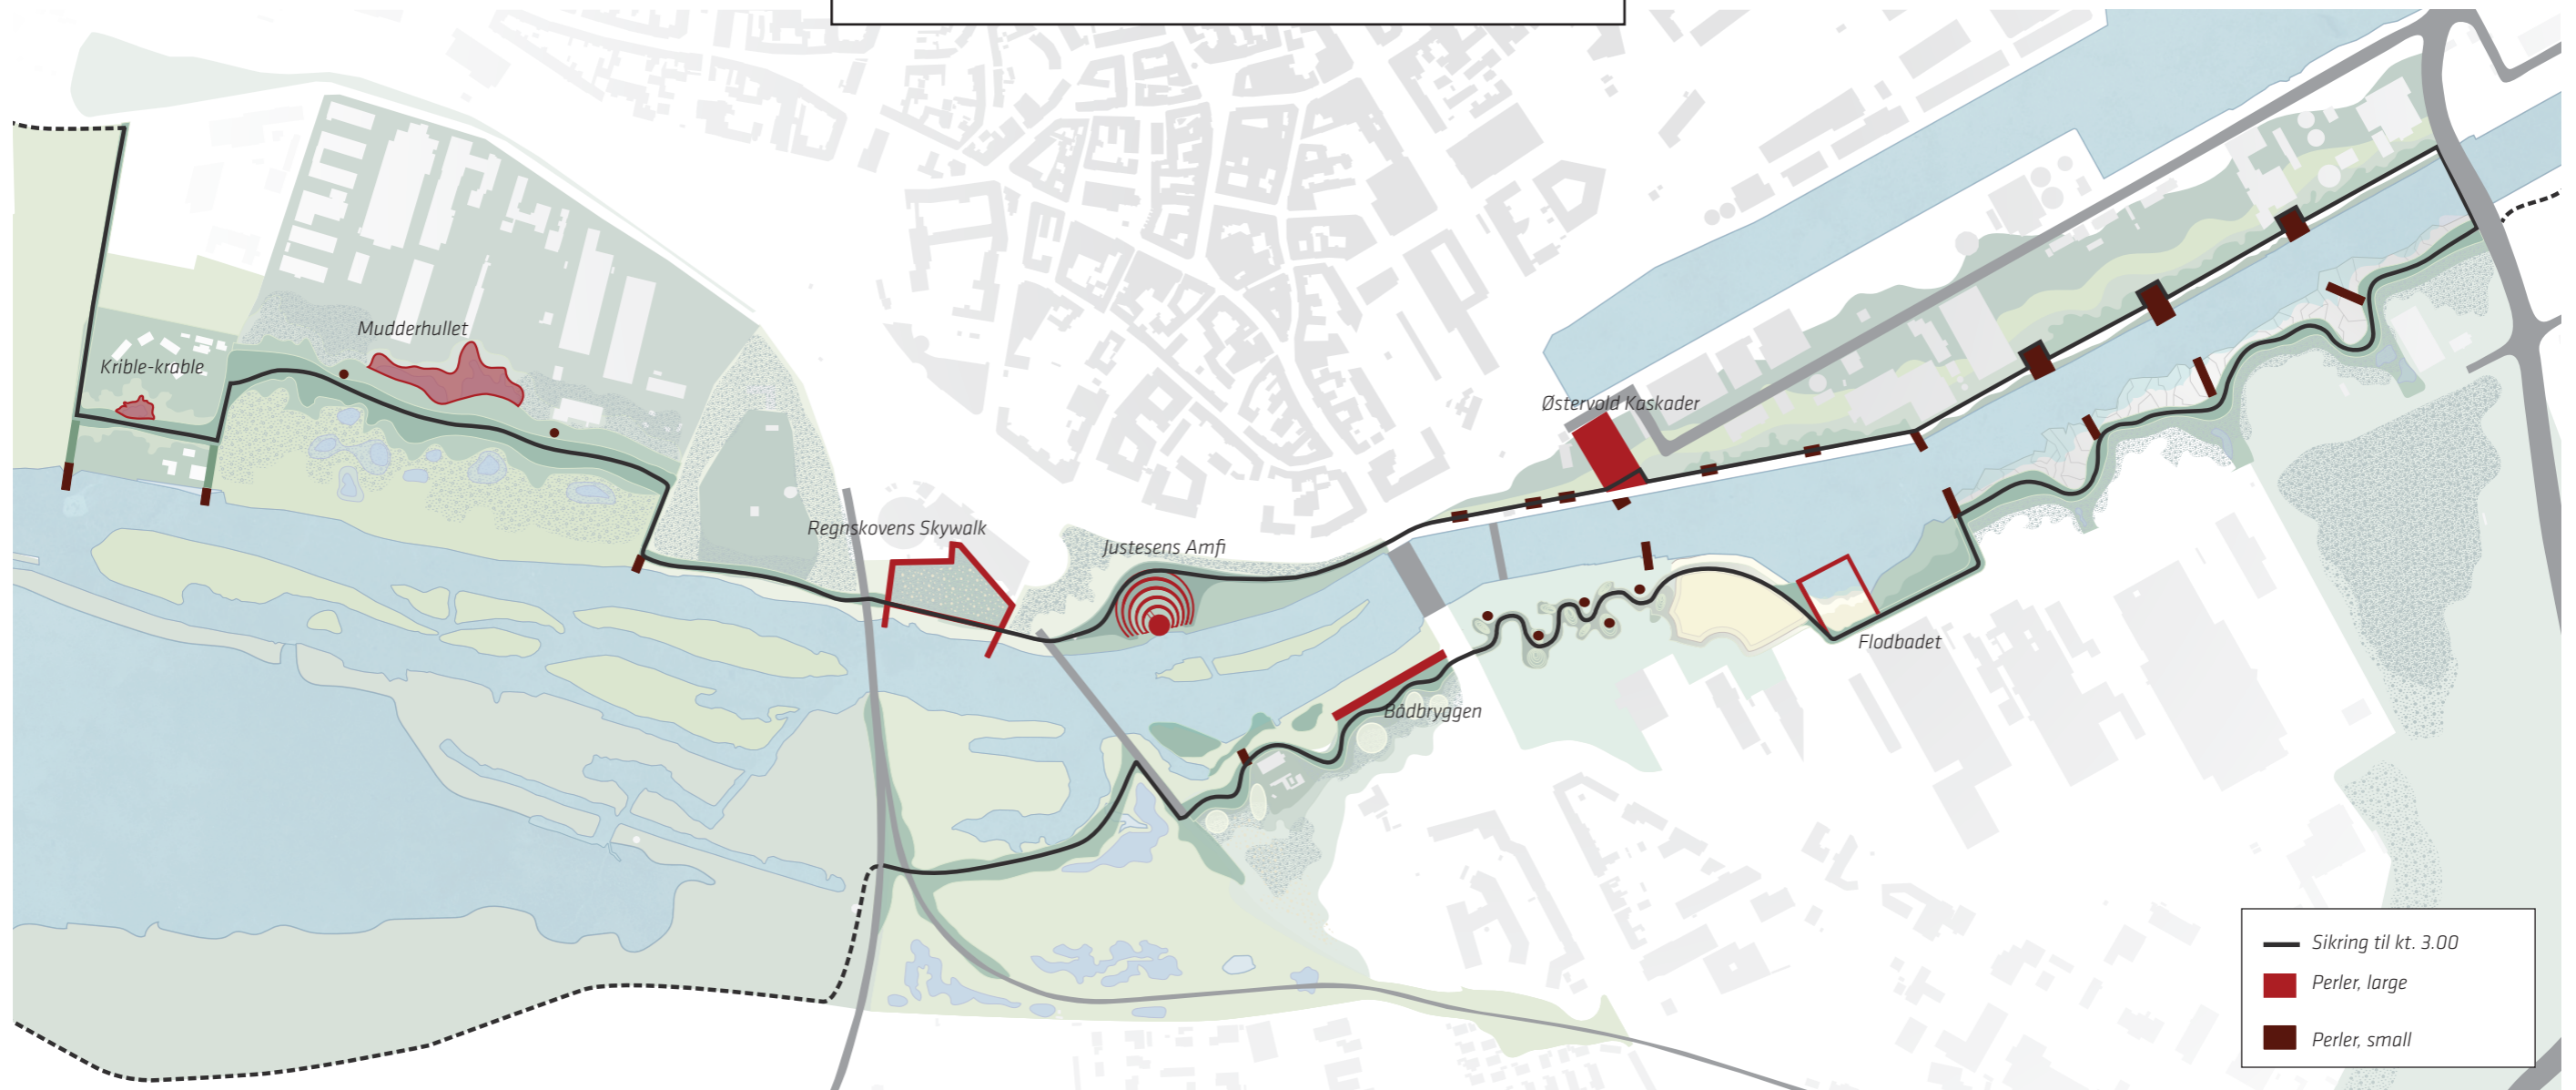 Mudderhullet
Krible-krable
Østervold Kaskader
Regnskovens Skywalk
Justesens Amfi
Flodbadet
Bådbryggen
Sikring til kt. 3.00
Perler, large
Perler, small